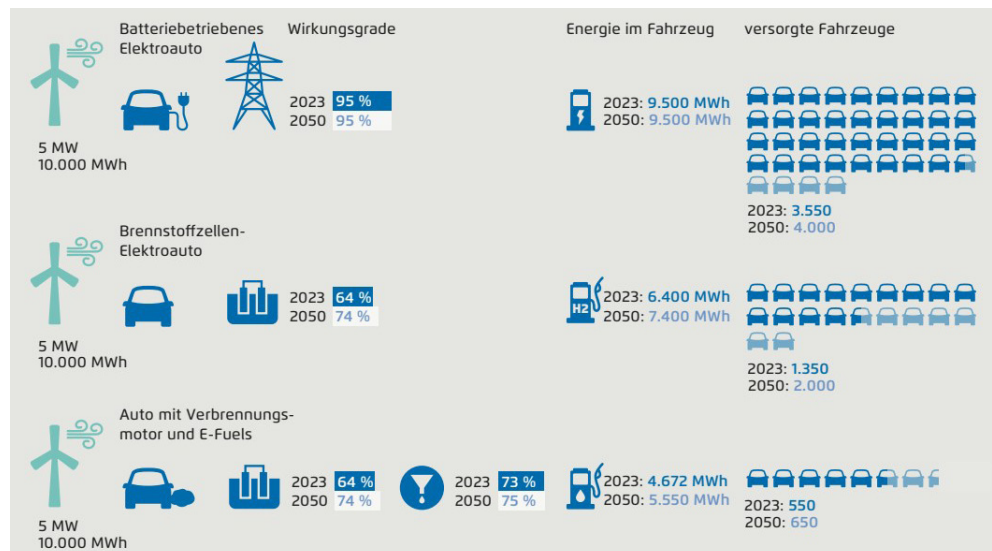 Batteriebetriebenes
Elektroauto
Wirkungsgrade
Energie im Fahrzeug
versorgte Fahrzeuge
2023 95 %
2050 95 %
2023: 9.500 MWh
2050: 9.500 MWh
5 MW
10.000 MWh
2023: 3.550
2050: 4.000
Brennstoffzellen-
Elektroauto
2023 64 %
2050 74 %
H2
2023: 6.400 MWh
2050: 7.400 MWh
5 MW
10.000 MWh
2023: 1.350
2050: 2.000
Auto mit Verbrennungs-
motor und E-Fuels
2023 64 %
2050 74 %
2023 73 %
2050 75 %
2023: 4.672 MWh
2050: 5.550 MWh
2023: 550
2050: 650
5 MW
10.000 MWh